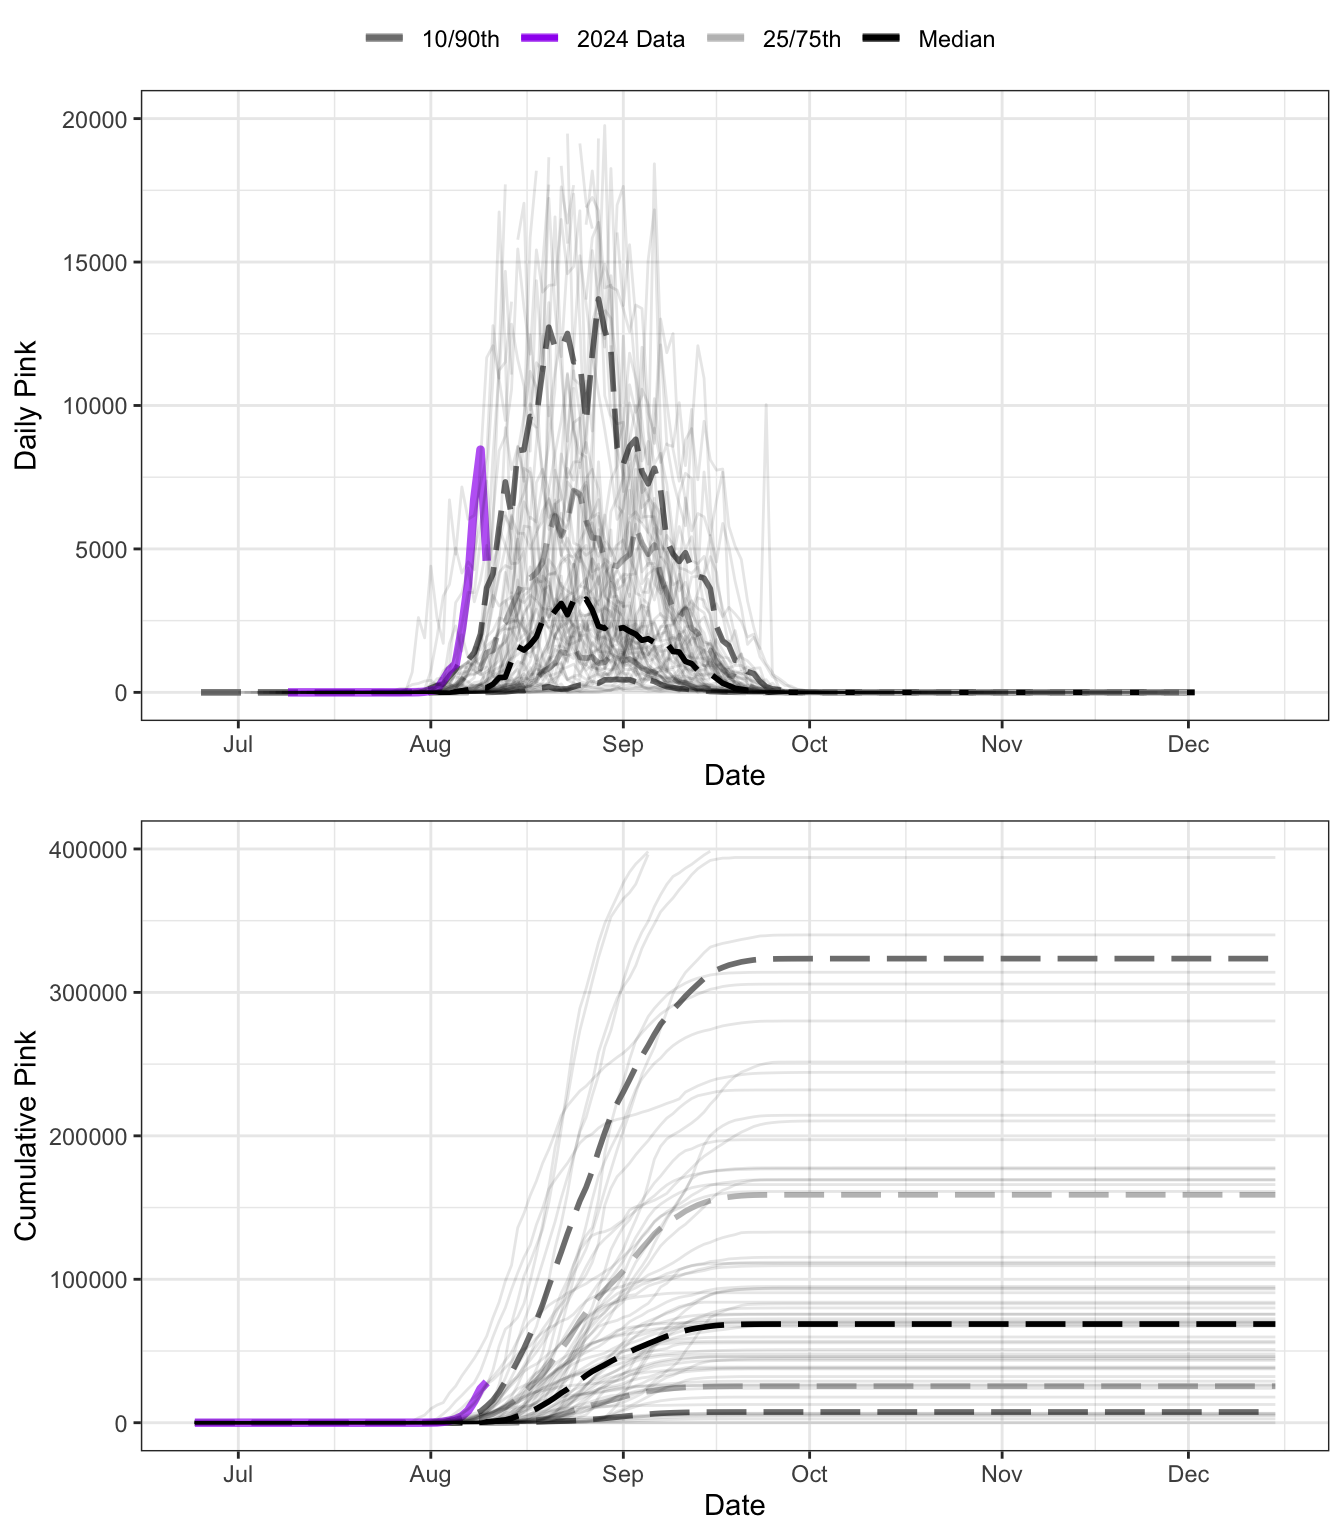 10/90th 2024 Data 25/75th Median
20000
15000
10000
5000
0
Daily Pink
Jul Aug Sep Oct Nov Dec
Date
400000
300000
200000
100000
0
Cumulative Pink
Jul Aug Sep Oct Nov Dec
Date